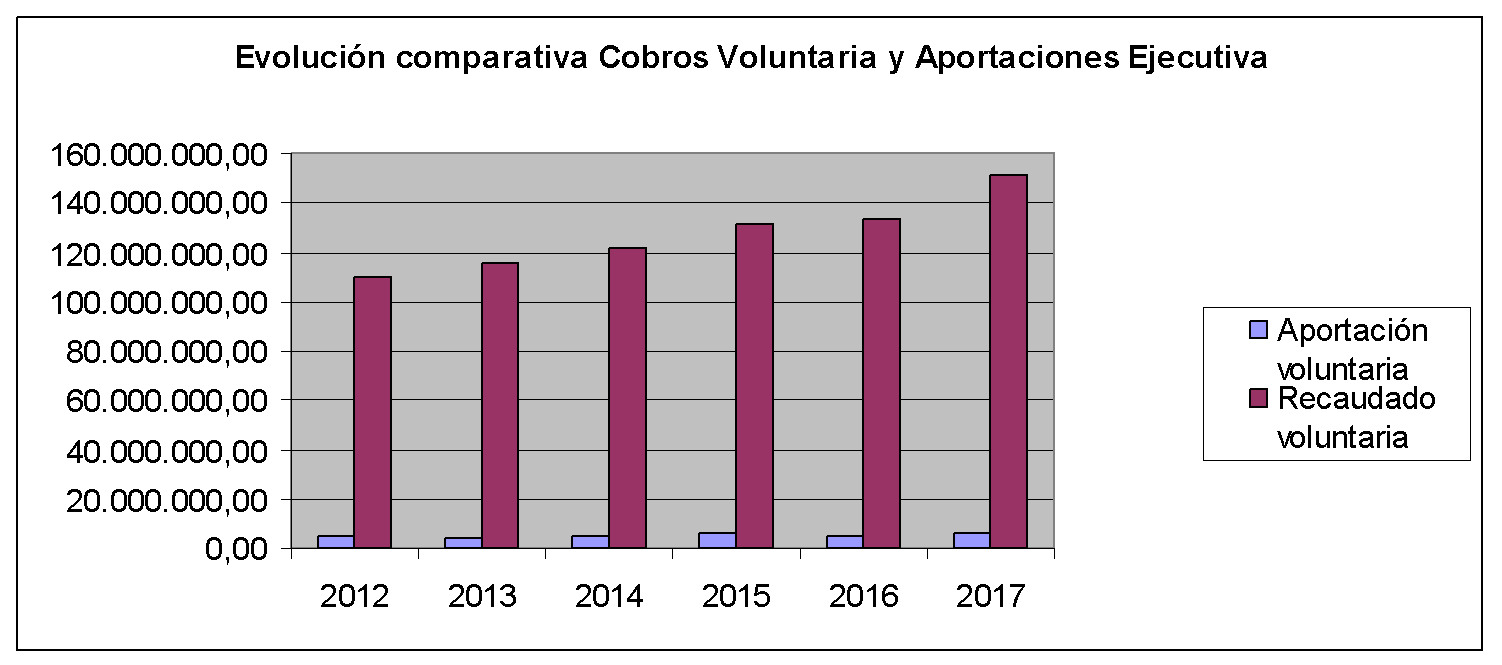 Evolución comparativa Cobros Voluntaria y Aportaciones Ejecutiva
160.000.000,00
140.000.000,00
120.000.000,00
100.000.000,00
80.000.000,00
60.000.000,00
40.000.000,00
20.000.000,00
0,00
2012 2013 2014 2015 2016 2017
Aportación
voluntaria
Recaudado
voluntaria